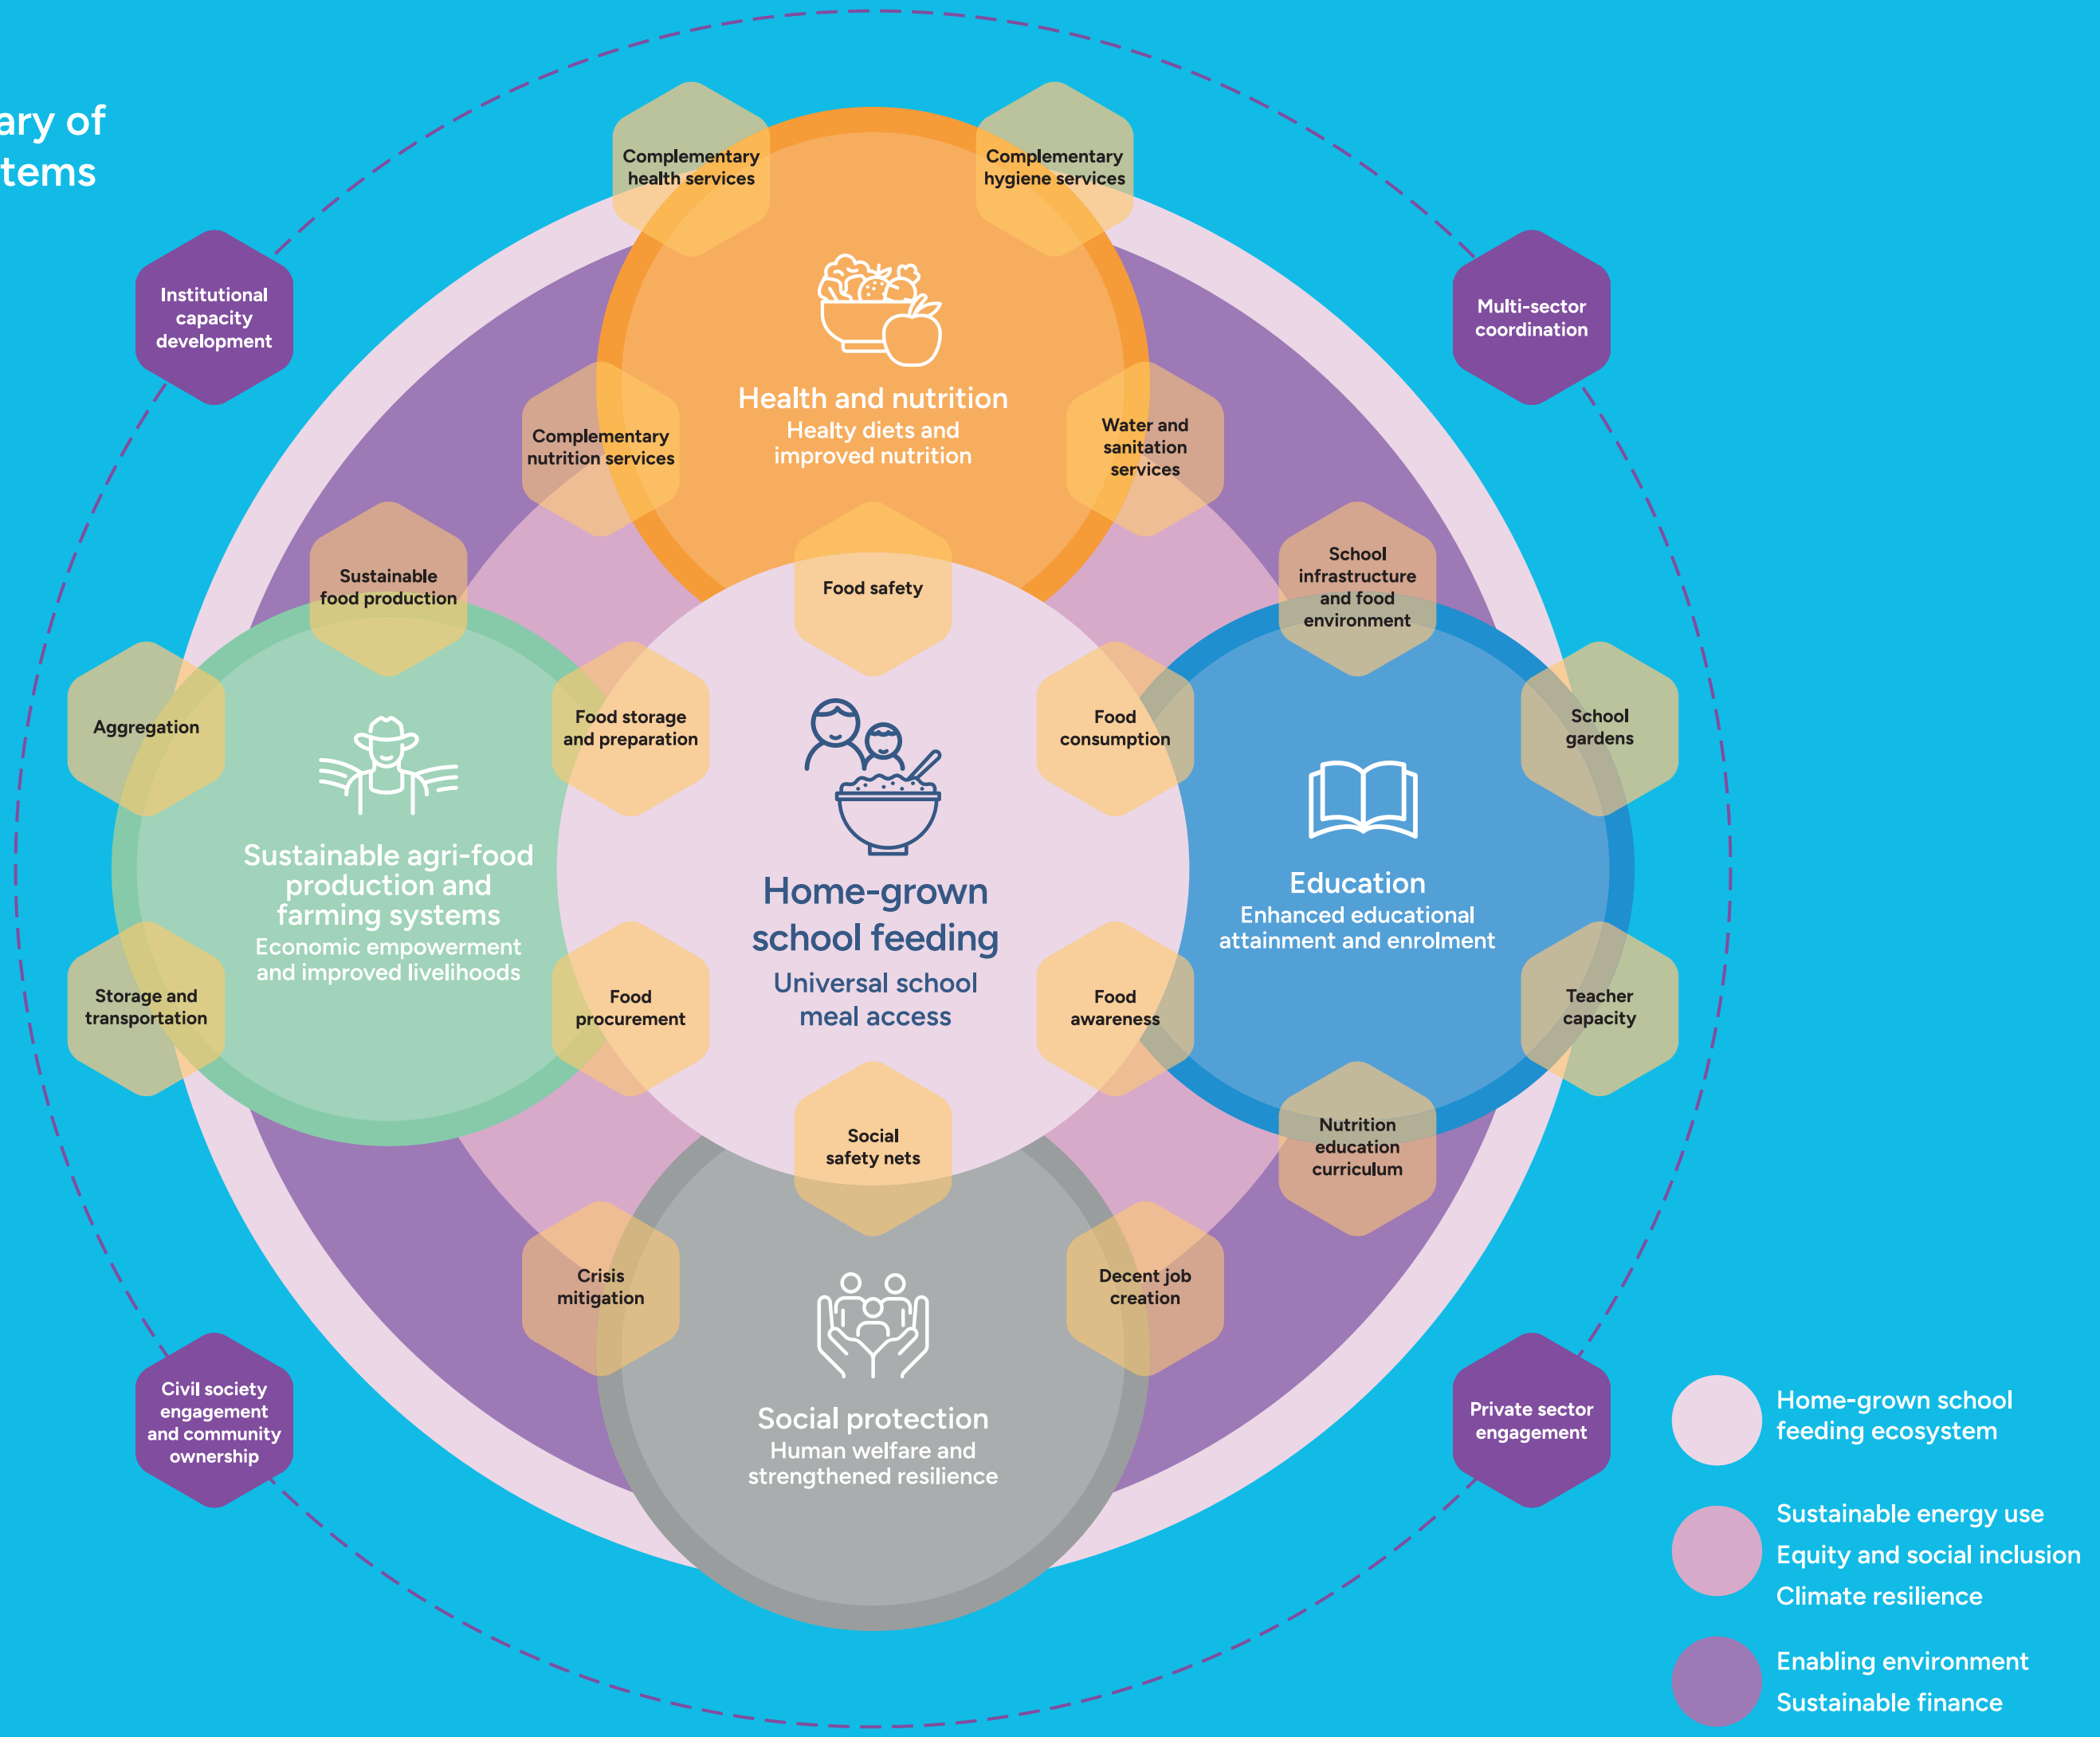 ary of
tems
Complementary
health services
Complementary
hygiene services
Institutional
capacity
development
Multi-sector
coordination
Health and nutrition
Healty diets and
improved nutrition
Complementary
nutrition services
Water and
sanitation
services
Sustainable
food production
Food safety
School
infrastructure
and food
environment
Aggregation
Food storage
and preparation
Food
consumption
School
gardens
Sustainable agri-food
production and
farming systems
Economic empowerment
and improved livelihoods
Home-grown
school feeding
Universal school
meal access
Education
Enhanced educational
attainment and enrolment
Storage and
transportation
Food
procurement
Food
awareness
Teacher
capacity
Social
safety nets
Nutrition
education
curriculum
Crisis
mitigation
Decent job
creation
Social protection
Human welfare and
strengthened resilience
Civil society
engagement
and community
ownership
Private sector
engagement
Home-grown school
feeding ecosystem
Sustainable energy use
Equity and social inclusion
Climate resilience
Enabling environment
Sustainable finance